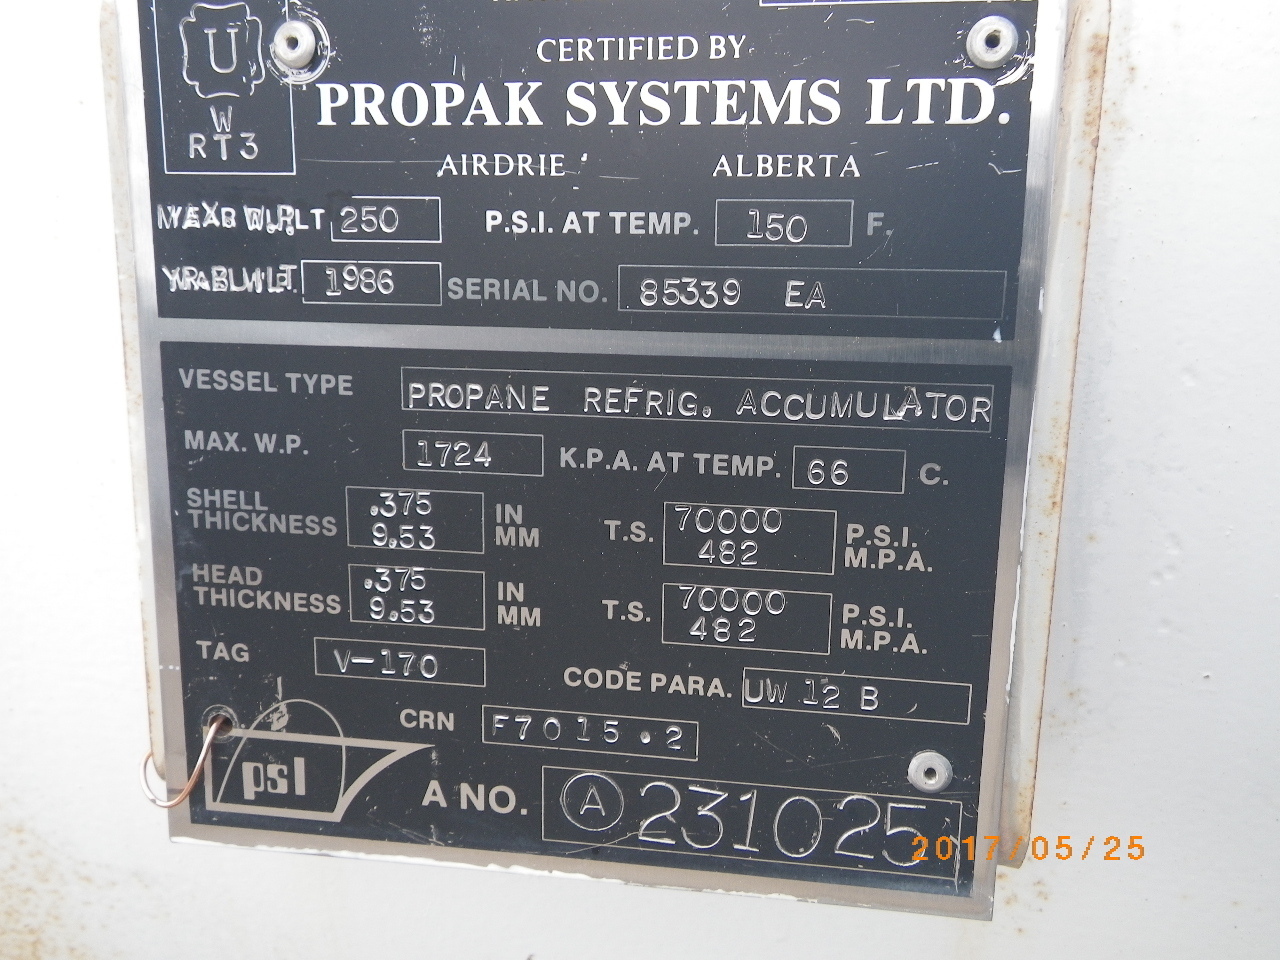 U
W
RT3
CERTIFIED BY
PROPAK SYSTEMS LTD.
AIRDRIE ALBERTA
250 P.S.I. AT TEMP. 150 F.
1986 SERIAL NO. 85339 EA
VESSEL TYPE PROPANE REFRIG. ACCUMULATOR
MAX. W.P. 1724 K.P.A. AT TEMP. 66 C.
SHELL THICKNESS .375 IN T.S. 70000 P.S.I.
9.53 MM 482 M.P.A.
HEAD THICKNESS .375 IN T.S. 70000 P.S.I.
9.53 MM 482 M.P.A.
TAG V-170 CODE PARA. UW 12 B
CRN F7015.2
psl A NO. A 231025
2017/05/25